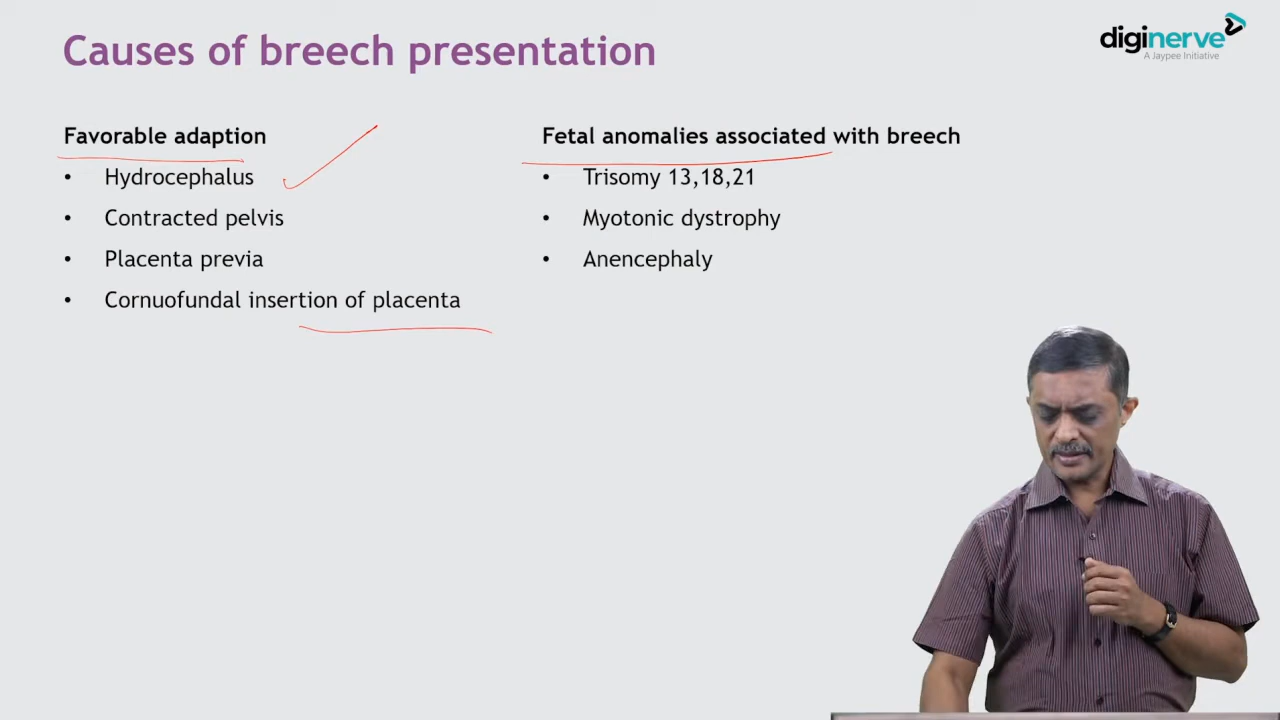 Causes of breech presentation
diginerve
A Jaypee Initiative
Favorable adaption
• Hydrocephalus
• Contracted pelvis
• Placenta previa
• Cornuofundal insertion of placenta
Fetal anomalies associated with breech
• Trisomy 13,18,21
• Myotonic dystrophy
• Anencephaly